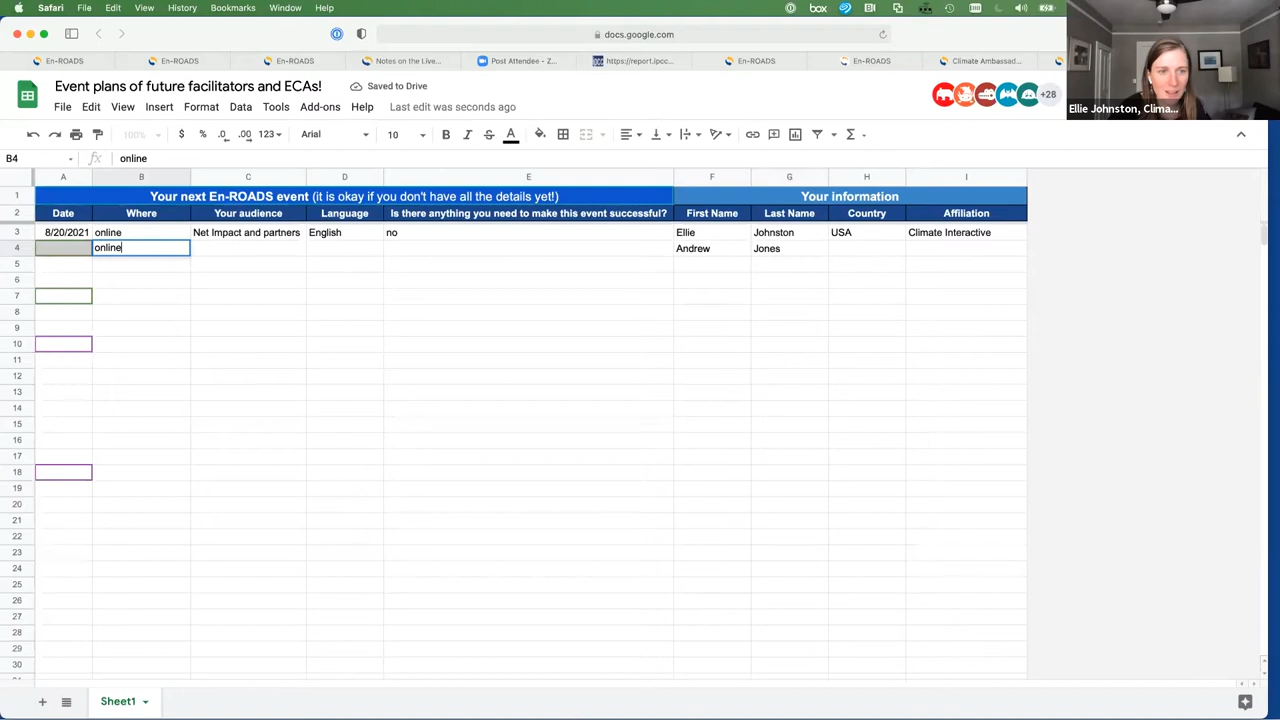 Safari File Edit View History Bookmarks Window Help box
docs.google.com
En-ROADS En-ROADS En-ROADS Notes on the Live... Post Attendee - Z... https://report.ipcc... En-ROADS En-ROADS Climate Ambassad...
Event plans of future facilitators and ECAs! Saved to Drive
+28
Ellie Johnston, Clima...
File Edit View Insert Format Data Tools Add-ons Help Last edit was seconds ago
100% $ % .0 .00 123 Arial 10 B I S A
B4 fx online
A B C D E F G H I
1 Your next En-ROADS event (it is okay if you don't have all the details yet!) Your information
2 Date Where Your audience Language Is there anything you need to make this event successful? First Name Last Name Country Affiliation
3 8/20/2021 online Net Impact and partners English no Ellie Johnston USA Climate Interactive
4 online Andrew Jones
5
6
7
8
9
10
11
12
13
14
15
16
17
18
19
20
21
22
23
24
25
26
27
28
29
30
Sheet1